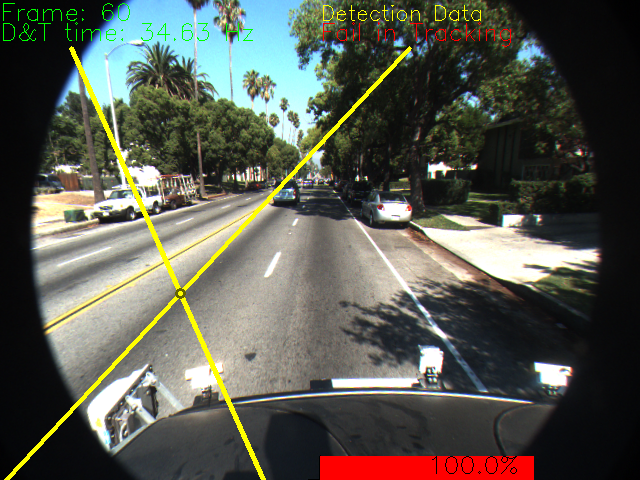 Frame: 60
Detection Data
D&T time: 34.63 Hz
Fail in Tracking
100.0%